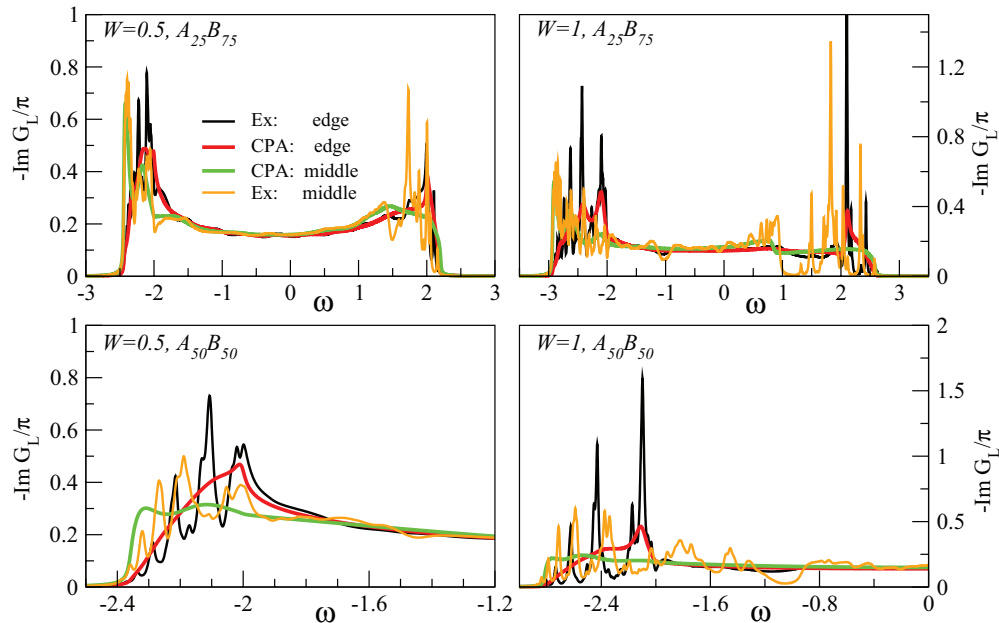 W=0.5, A25B75
W=1, A25B75
-Im GL/π
1
0.8
0.6
0.4
0.2
0
Ex: edge
CPA: edge
CPA: middle
Ex: middle
-3 -2 -1 0 1 2 3
ω
1.2
0.8
0.4
0
-Im GL/π
-3 -2 -1 0 1 2 3
ω
W=0.5, A50B50
W=1, A50B50
-Im GL/π
1
0.8
0.6
0.4
0.2
0
-2.4 -2 -1.6 -1.2
ω
2
1.5
1
0.5
0
-Im GL/π
-2.4 -1.6 -0.8 0
ω